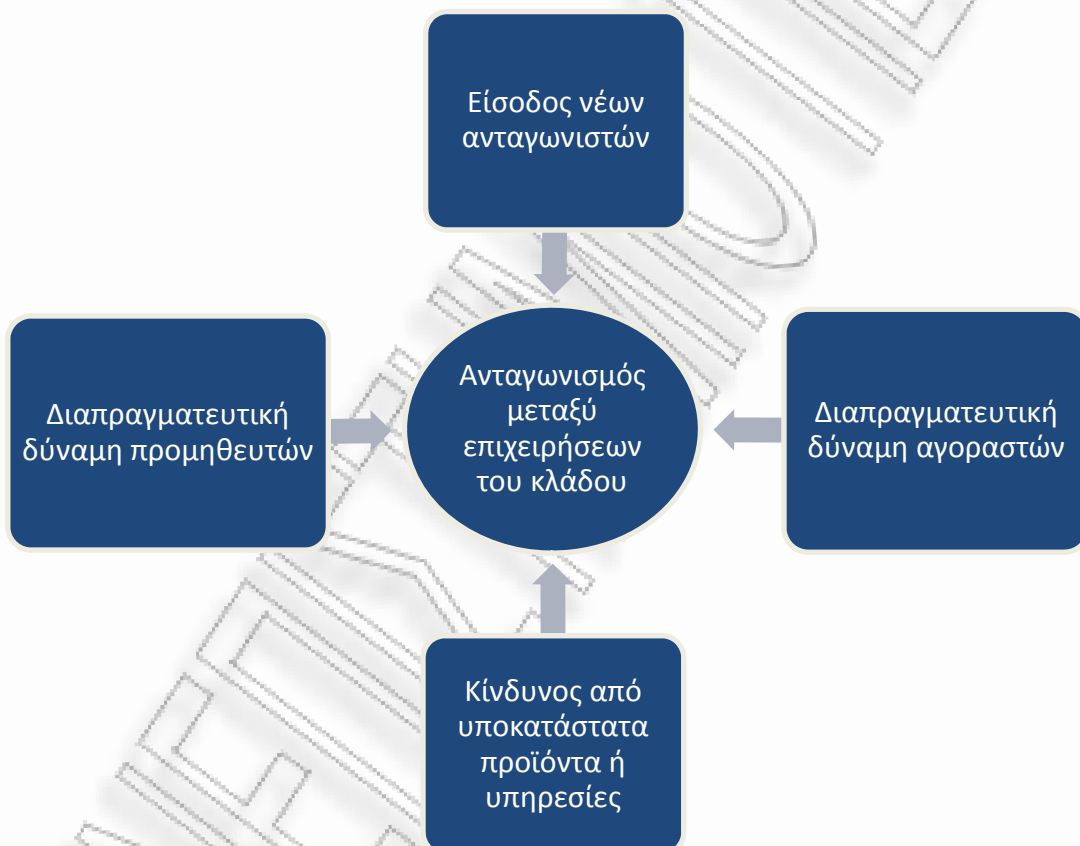 Είσοδος νέων
ανταγωνιστών
Διαπραγματευτική
δύναμη προμηθευτών
Ανταγωνισμός
μεταξύ
επιχειρήσεων
του κλάδου
Διαπραγματευτική
δύναμη αγοραστών
Κίνδυνος από
υποκατάστατα
προϊόντα ή
υπηρεσίες